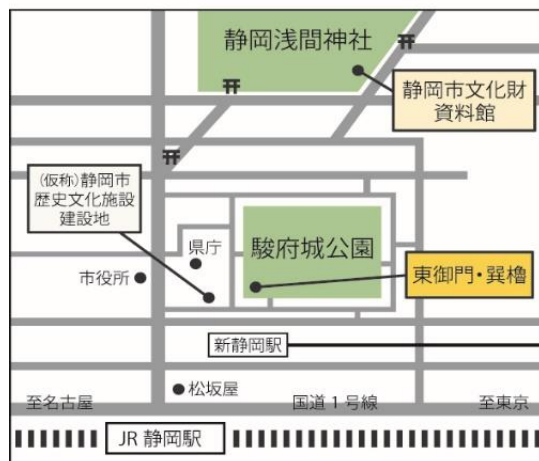 静岡浅間神社
静岡市文化財
資料館
(仮称)静岡市
歴史文化施設
建設地
県庁
駿府城公園
市役所
東御門・巽櫓
新静岡駅
松坂屋
至名古屋
国道1号線
至東京
JR 静岡駅